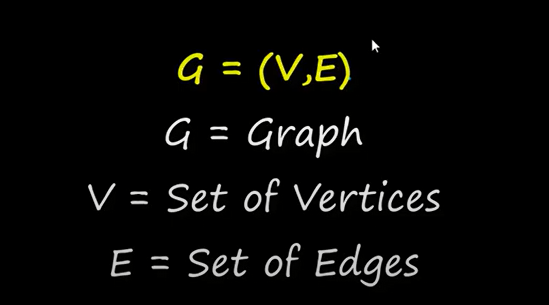 G = (V,E)
G = Graph
V = Set of Vertices
E = Set of Edges